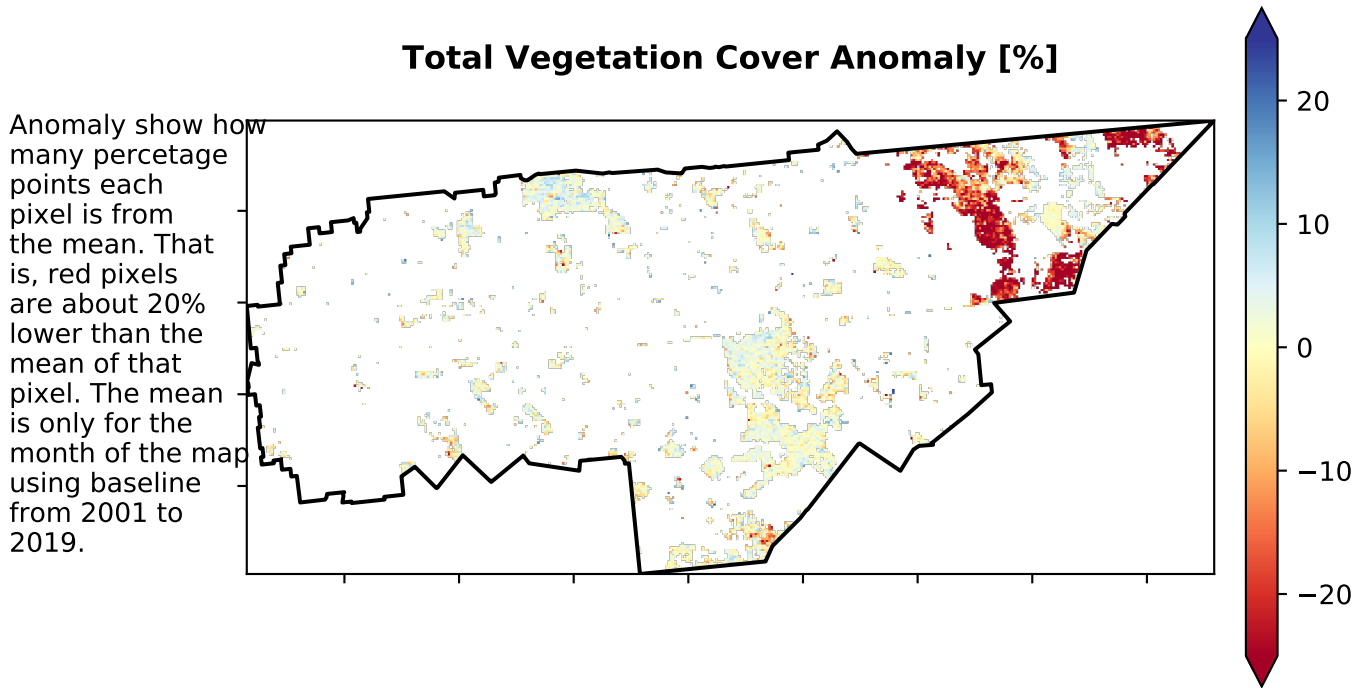 Total Vegetation Cover Anomaly [%]
Anomaly show how
many percetage
points each
pixel is from
the mean. That
is, red pixels
are about 20%
lower than the
mean of that
pixel. The mean
is only for the
month of the map
using baseline
from 2001 to
2019.
20
10
0
−10
−20